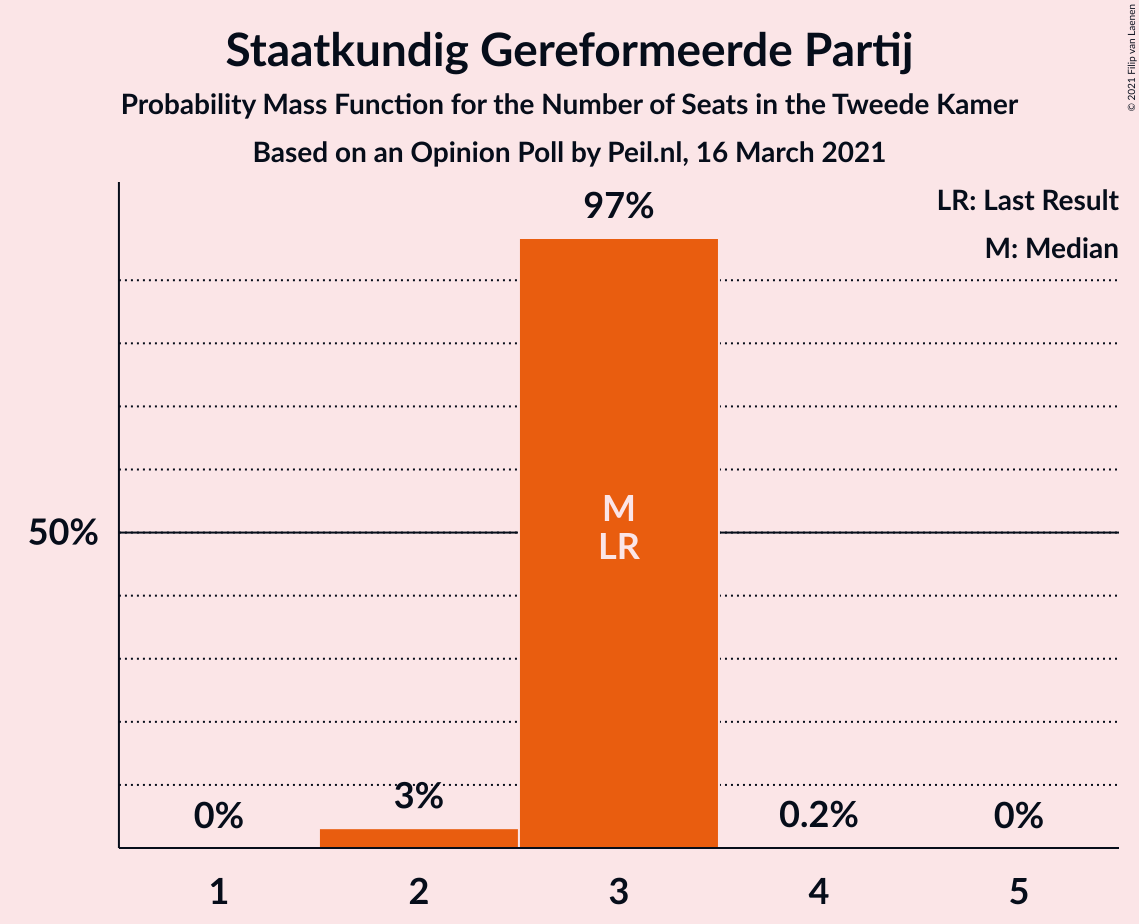 Staatkundig Gereformeerde Partij
Probability Mass Function for the Number of Seats in the Tweede Kamer
Based on an Opinion Poll by Peil.nl, 16 March 2021
© 2021 Filip van Laenen
LR: Last Result
M: Median
97%
50%
M
LR
0%
3%
0.2%
0%
1
2
3
4
5